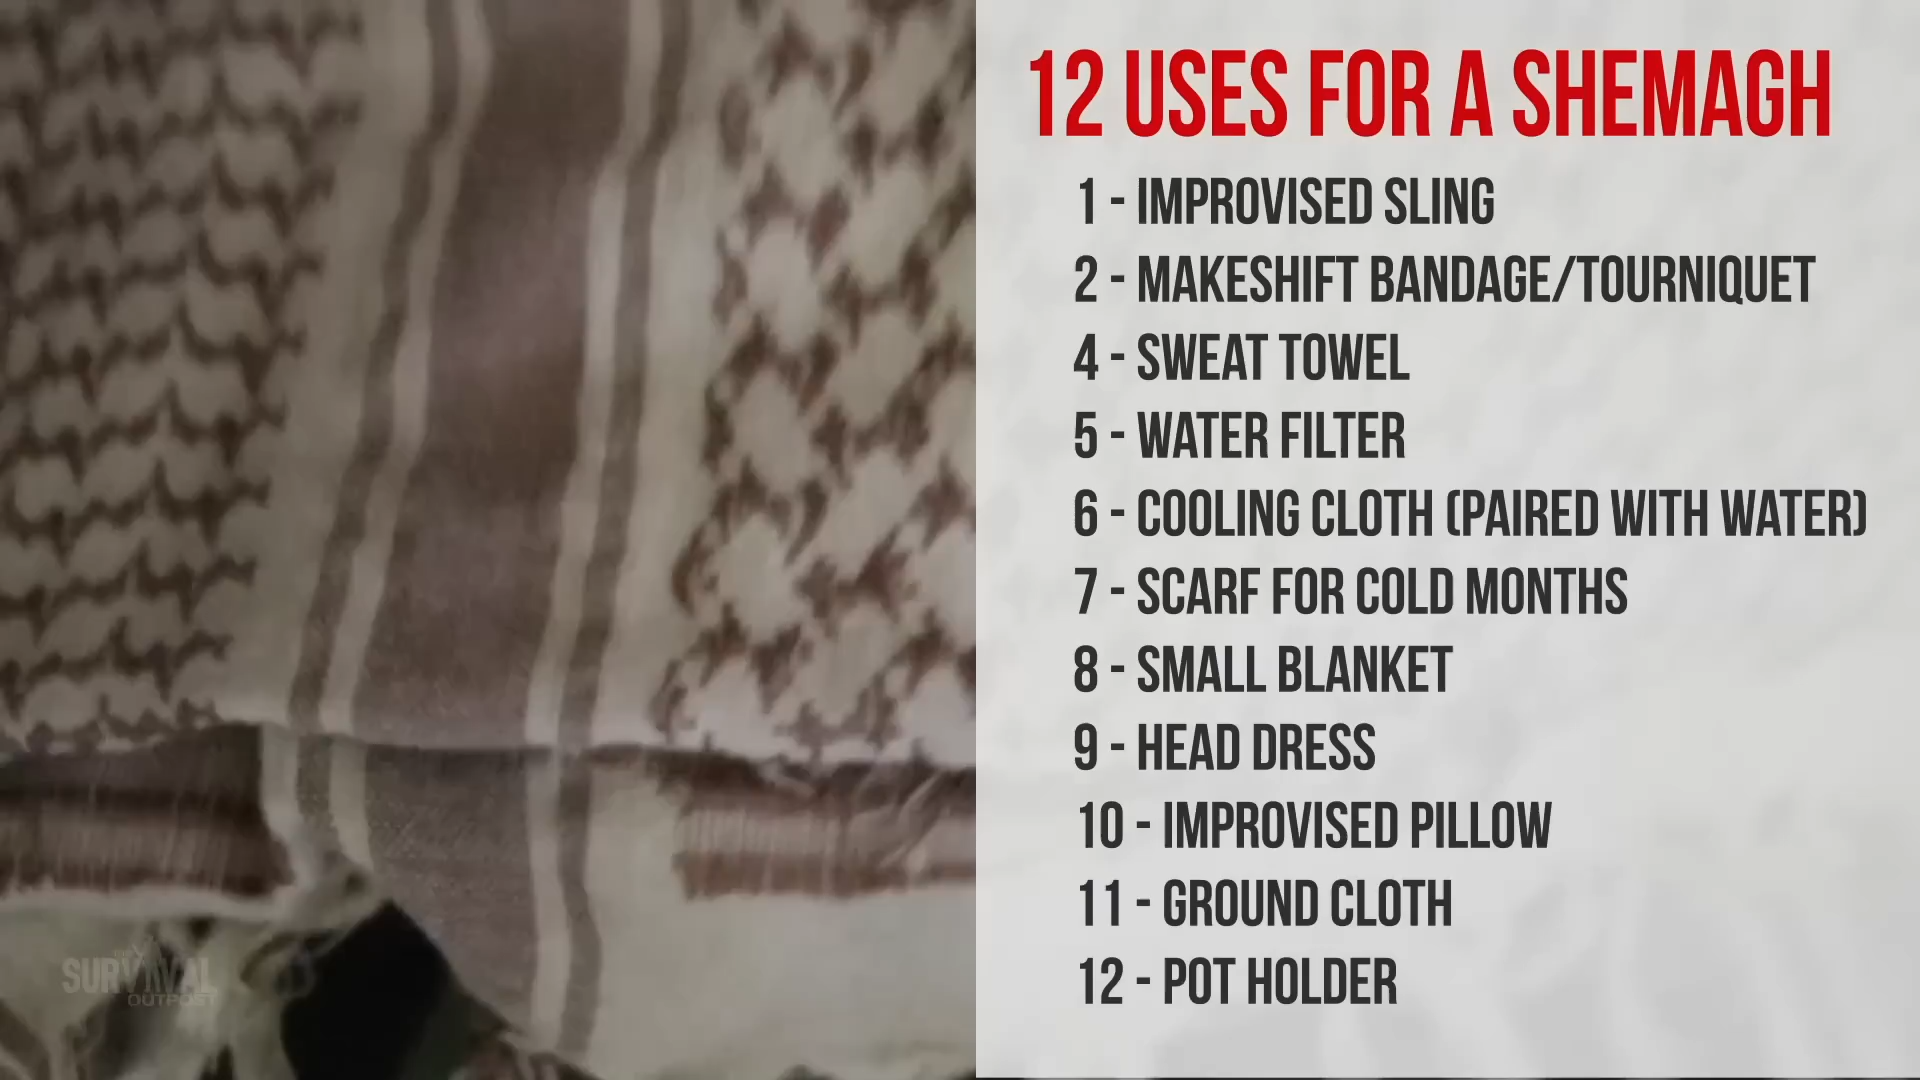 12 USES FOR A SHEMAGH
1 - IMPROVISED SLING
2 - MAKESHIFT BANDAGE/TOURNIQUET
4 - SWEAT TOWEL
5 - WATER FILTER
6 - COOLING CLOTH (PAIRED WITH WATER)
7 - SCARF FOR COLD MONTHS
8 - SMALL BLANKET
9 - HEAD DRESS
10 - IMPROVISED PILLOW
11 - GROUND CLOTH
12 - POT HOLDER
SURVIVAL
OUTPOST